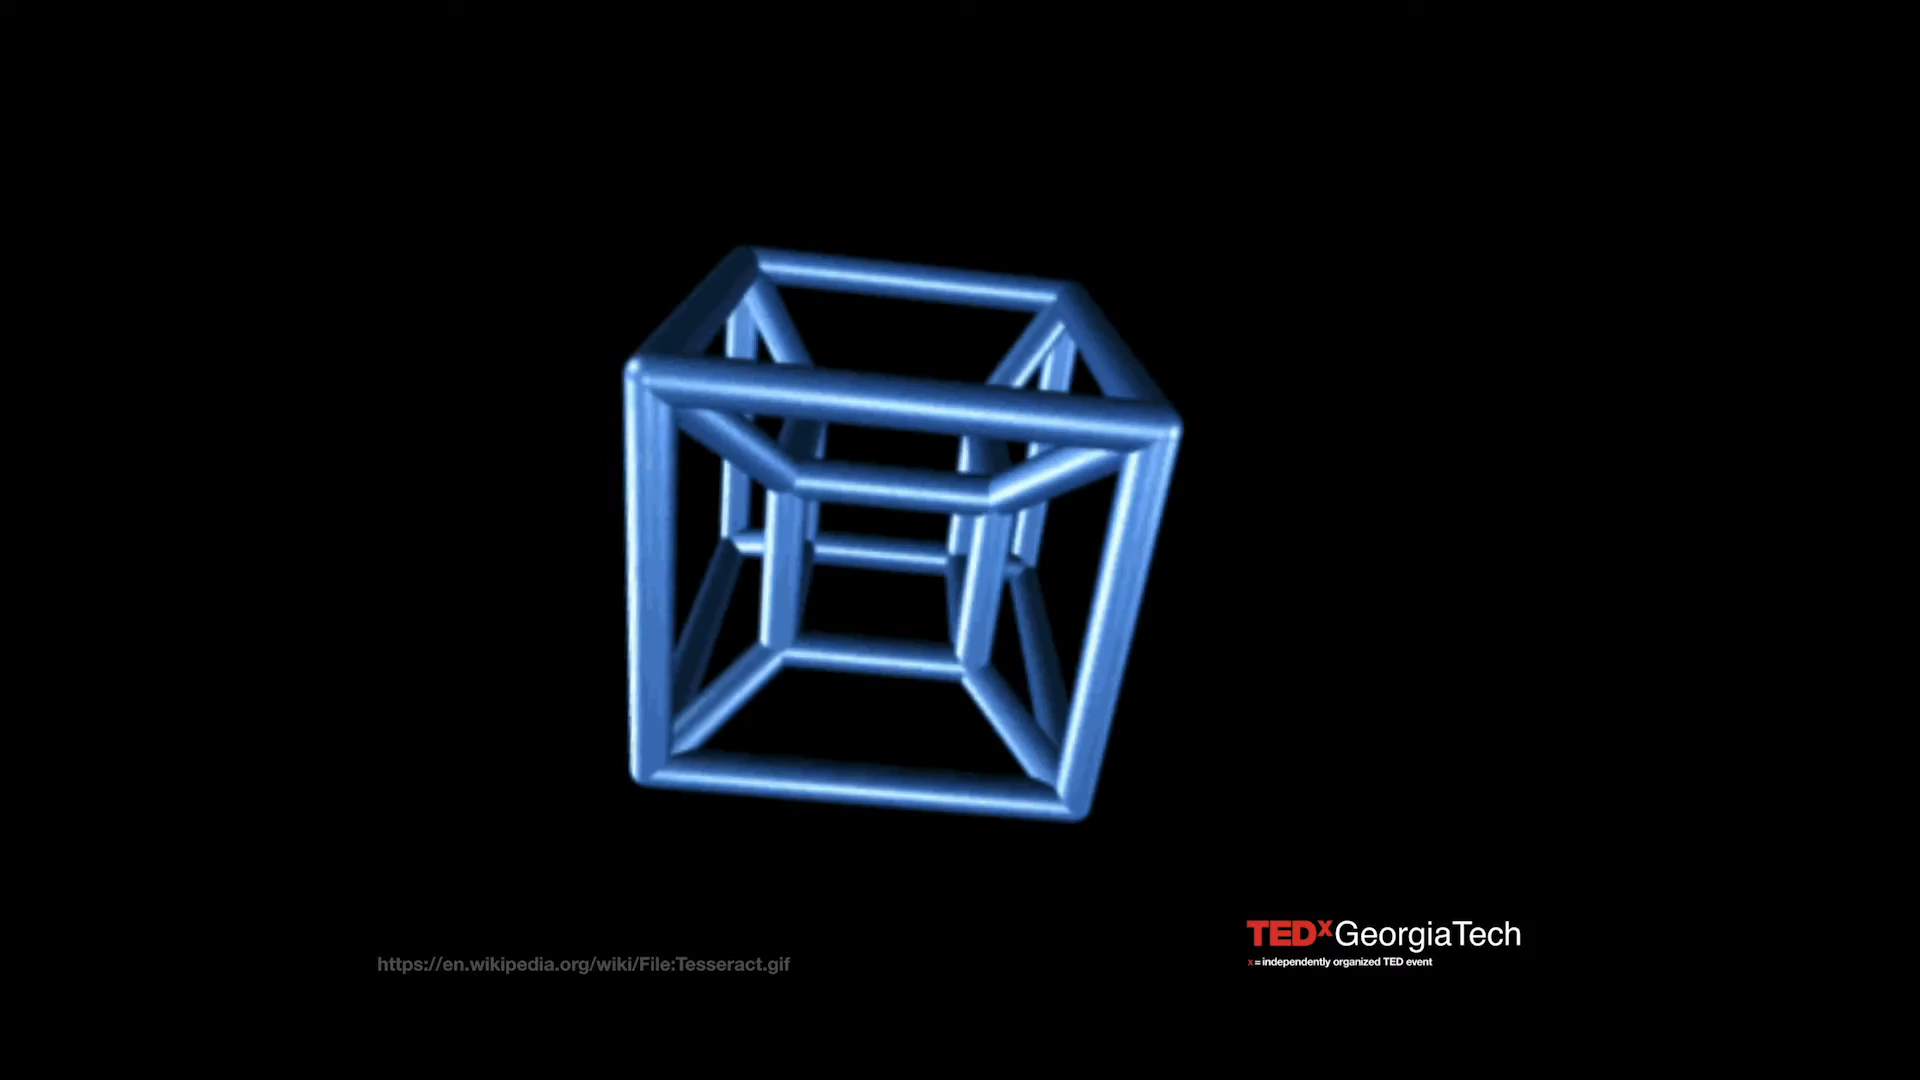 TEDxGeorgiaTech
x = independently organized TED event
https://en.wikipedia.org/wiki/File:Tesseract.gif